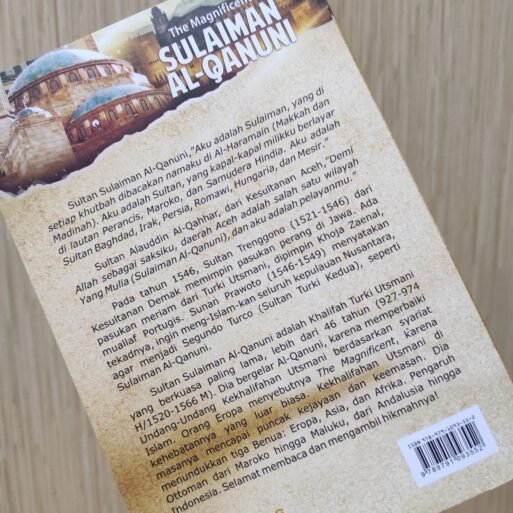 The Magnificent
SULAIMAN
AL-QANUNI
Sultan Sulaiman Al-Qanuni, "Aku adalah Sulaiman, yang di
setiap khutbah dibacakan namaku di Al-Haramain (Makkah dan
Madinah). Aku adalah Sultan, yang kapal-kapal milikku berlayar
di lautan Perancis, Maroko, dan Samudera Hindia. Aku adalah
Sultan Baghdad, Irak, Persia, Romawi, Hungaria, dan Mesir."
Sultan Alauddin Al-Qahhar, dari Kesultanan Aceh, "Demi
Allah sebagai saksiku, daerah Aceh adalah salah satu wilayah
Yang Mulia (Sulaiman Al-Qanuni), dan aku adalah pelayanmu."
Pada tahun 1546, Sultan Trenggono (1521-1546) dari
Kesultanan Demak memimpin pasukan perang di Jawa. Ada
pasukan meriam dari Turki Utsmani, dipimpin Khoja Zaenal,
muallaf Portugis. Sunan Prawoto (1546-1549) menyatakan
tekadnya, ingin meng-Islam-kan seluruh kepulauan Nusantara,
agar menjadi Segundo Turco (Sultan Turki Kedua), seperti
Sulaiman Al-Qanuni.
Sultan Sulaiman Al-Qanuni adalah Khalifah Turki Utsmani
yang berkuasa paling lama, lebih dari 46 tahun (927-974
H/1520-1566 M). Dia bergelar Al-Qanuni, karena memperbaiki
Undang-Undang Kekhalifahan Utsmani berdasarkan syariat
Islam. Orang Eropa menyebutnya The Magnificent, karena
kehebatannya yang luar biasa. Kekhalifahan Utsmani di
masanya mencapai puncak kejayaan dan keemasan. Dia
menundukkan tiga Benua: Eropa, Asia, dan Afrika. Pengaruh
Ottoman dari Maroko hingga Maluku, dari Andalusia hingga
Indonesia. Selamat membaca dan mengambil hikmahnya!
ISBN 978-979-1093-55-2
9 789791 093552